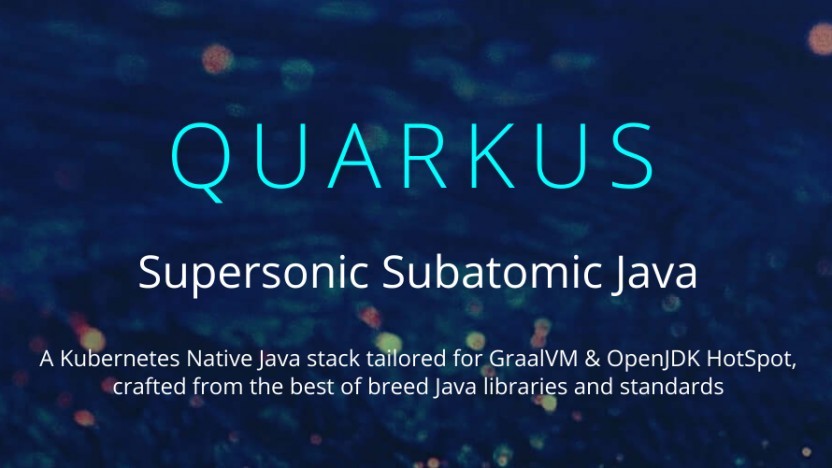 QUARKUS
Supersonic Subatomic Java
A Kubernetes Native Java stack tailored for GraalVM & OpenJDK HotSpot,
crafted from the best of breed Java libraries and standards